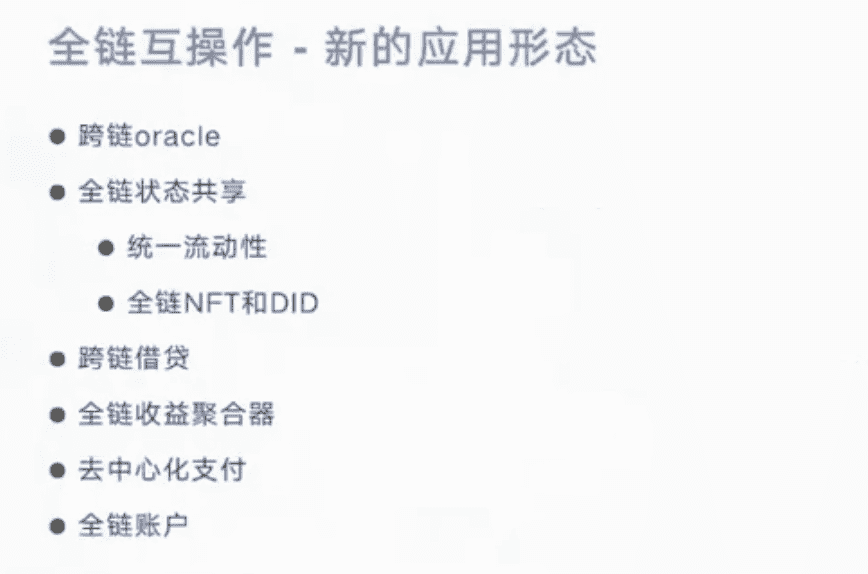 全链互操作 - 新的应用形态
● 跨链oracle
● 全链状态共享
● 统一流动性
● 全链NFT和DID
● 跨链借贷
● 全链收益聚合器
● 去中心化支付
● 全链账户